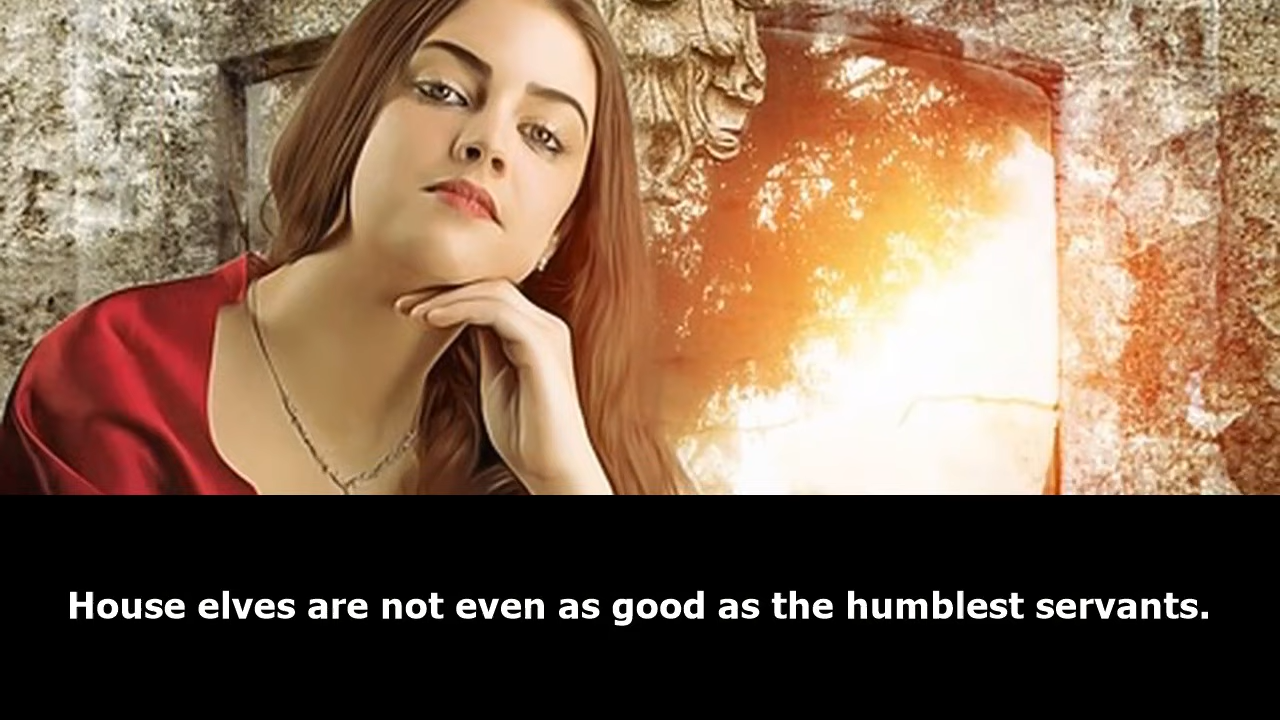 House elves are not even as good as the humblest servants.